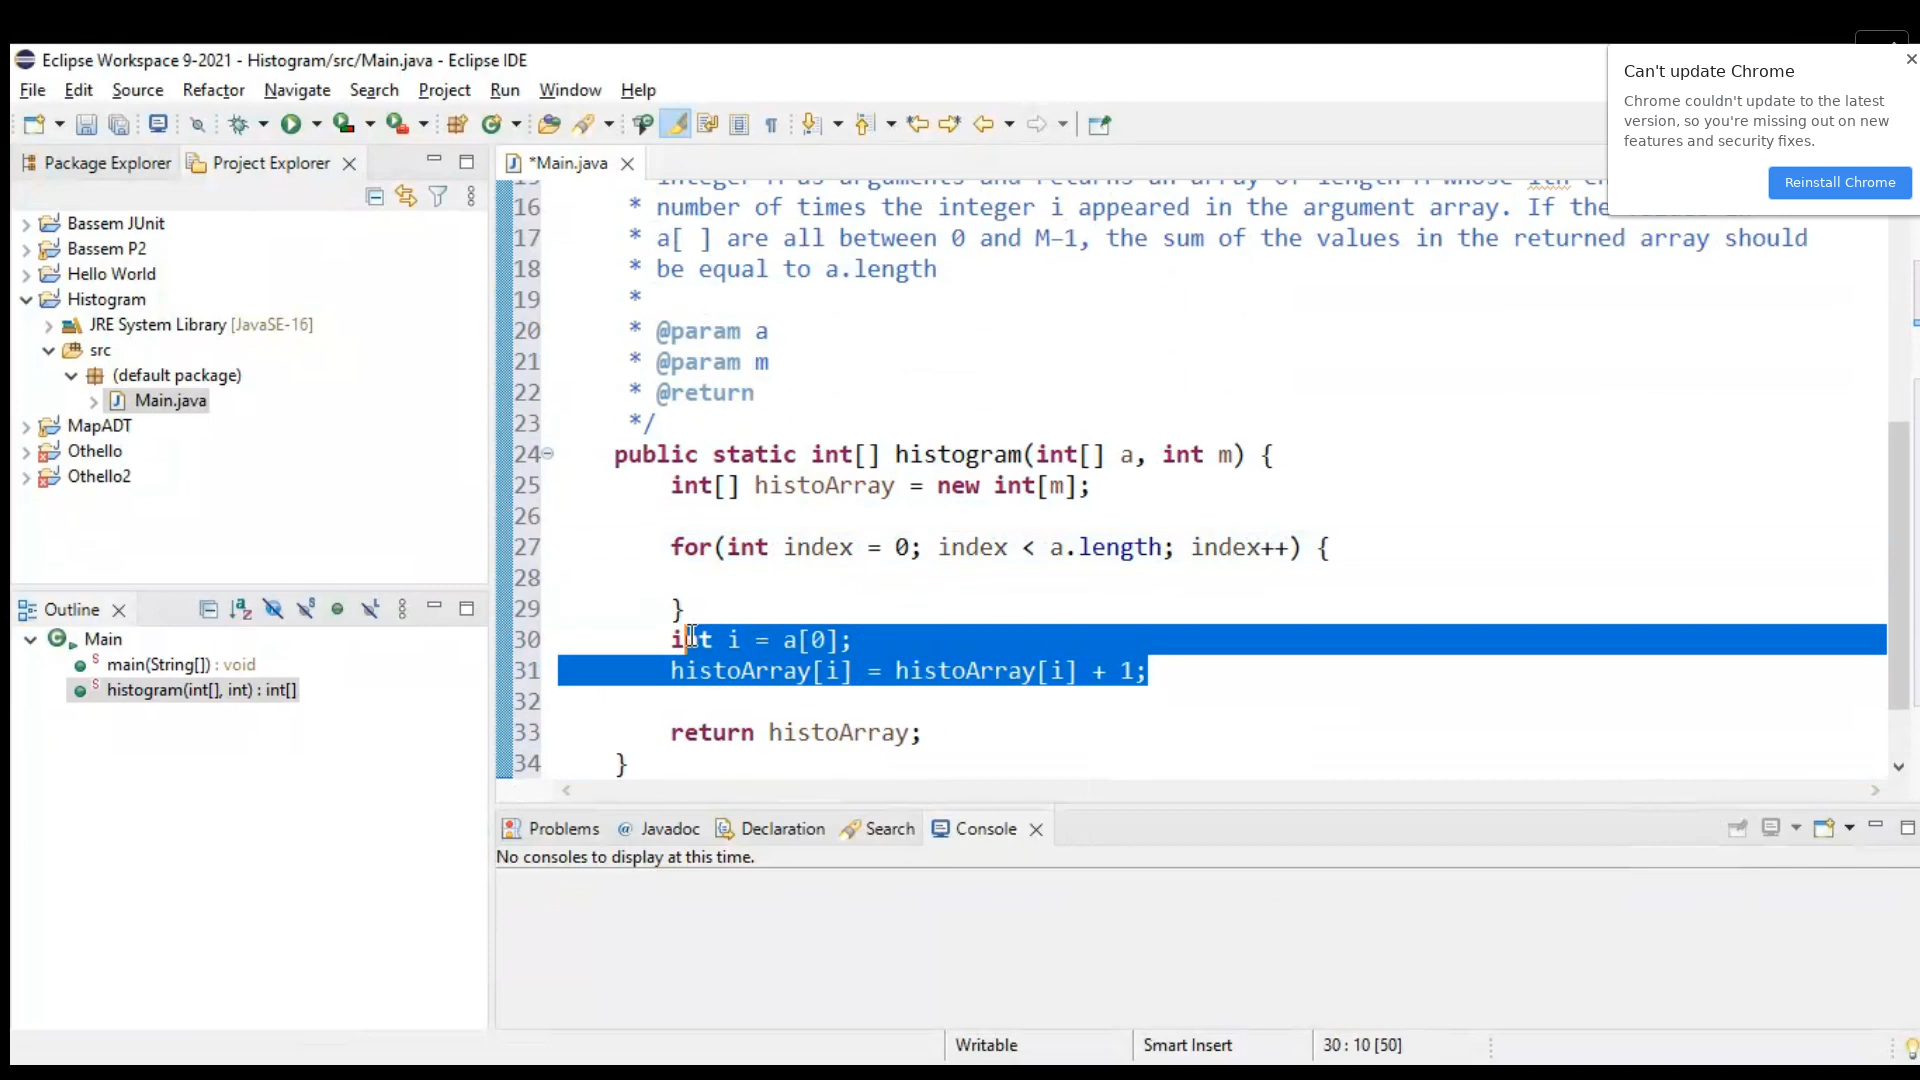 Eclipse Workspace 9-2021 - Histogram/src/Main.java - Eclipse IDE
File Edit Source Refactor Navigate Search Project Run Window Help
Can't update Chrome
Chrome couldn't update to the latest
version, so you're missing out on new
features and security fixes.
Reinstall Chrome
Package Explorer Project Explorer
Bassem JUnit
Bassem P2
Hello World
Histogram
JRE System Library [JavaSE-16]
src
(default package)
Main.java
MapADT
Othello
Othello2
Outline
Main
main(String[]) : void
histogram(int[], int) : int[]
*Main.java
16 * number of times the integer i appeared in the argument array. If the
17 * a[ ] are all between 0 and M–1, the sum of the values in the returned array should
18 * be equal to a.length
19 *
20 * @param a
21 * @param m
22 * @return
23 */
24 public static int[] histogram(int[] a, int m) {
25 int[] histoArray = new int[m];
26
27 for(int index = 0; index < a.length; index++) {
28
29 }
30 int i = a[0];
31 histoArray[i] = histoArray[i] + 1;
32
33 return histoArray;
34 }
Problems Javadoc Declaration Search Console
No consoles to display at this time.
Writable Smart Insert 30 : 10 [50]